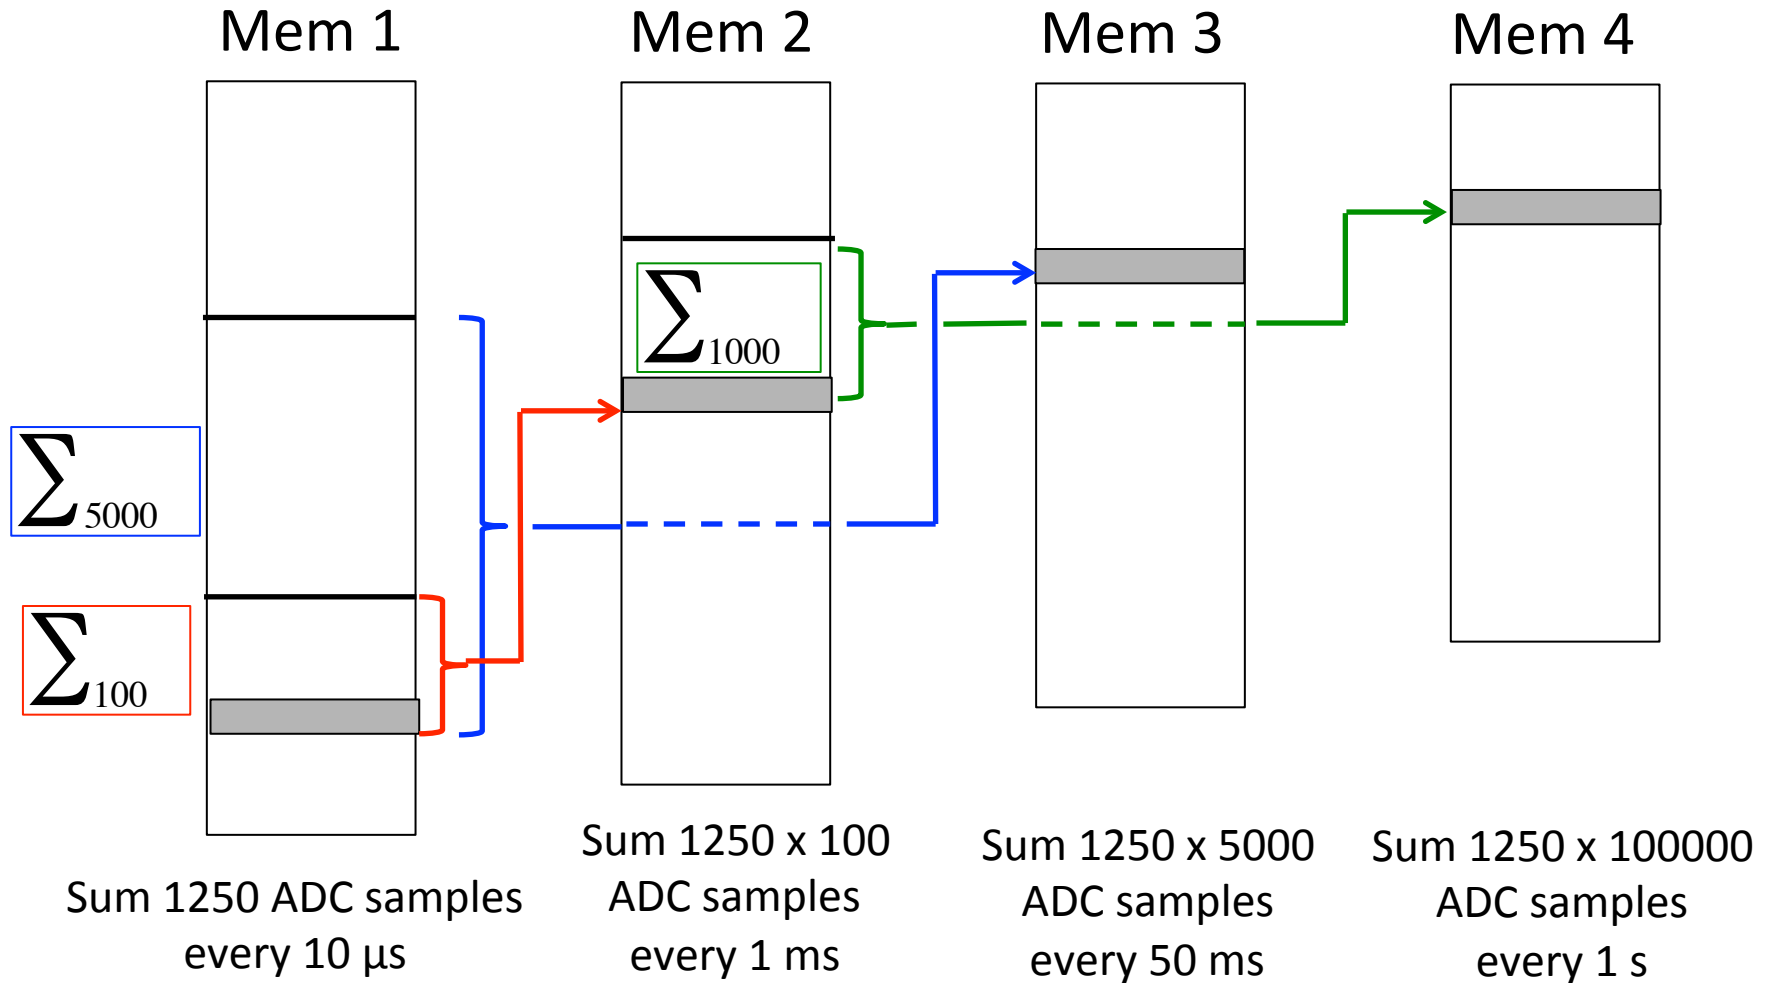 Mem 1
Mem 2
Mem 3
Mem 4
∑1000
∑5000
∑100
Sum 1250 ADC samples
every 10 µs
Sum 1250 x 100
ADC samples
every 1 ms
Sum 1250 x 5000
ADC samples
every 50 ms
Sum 1250 x 100000
ADC samples
every 1 s